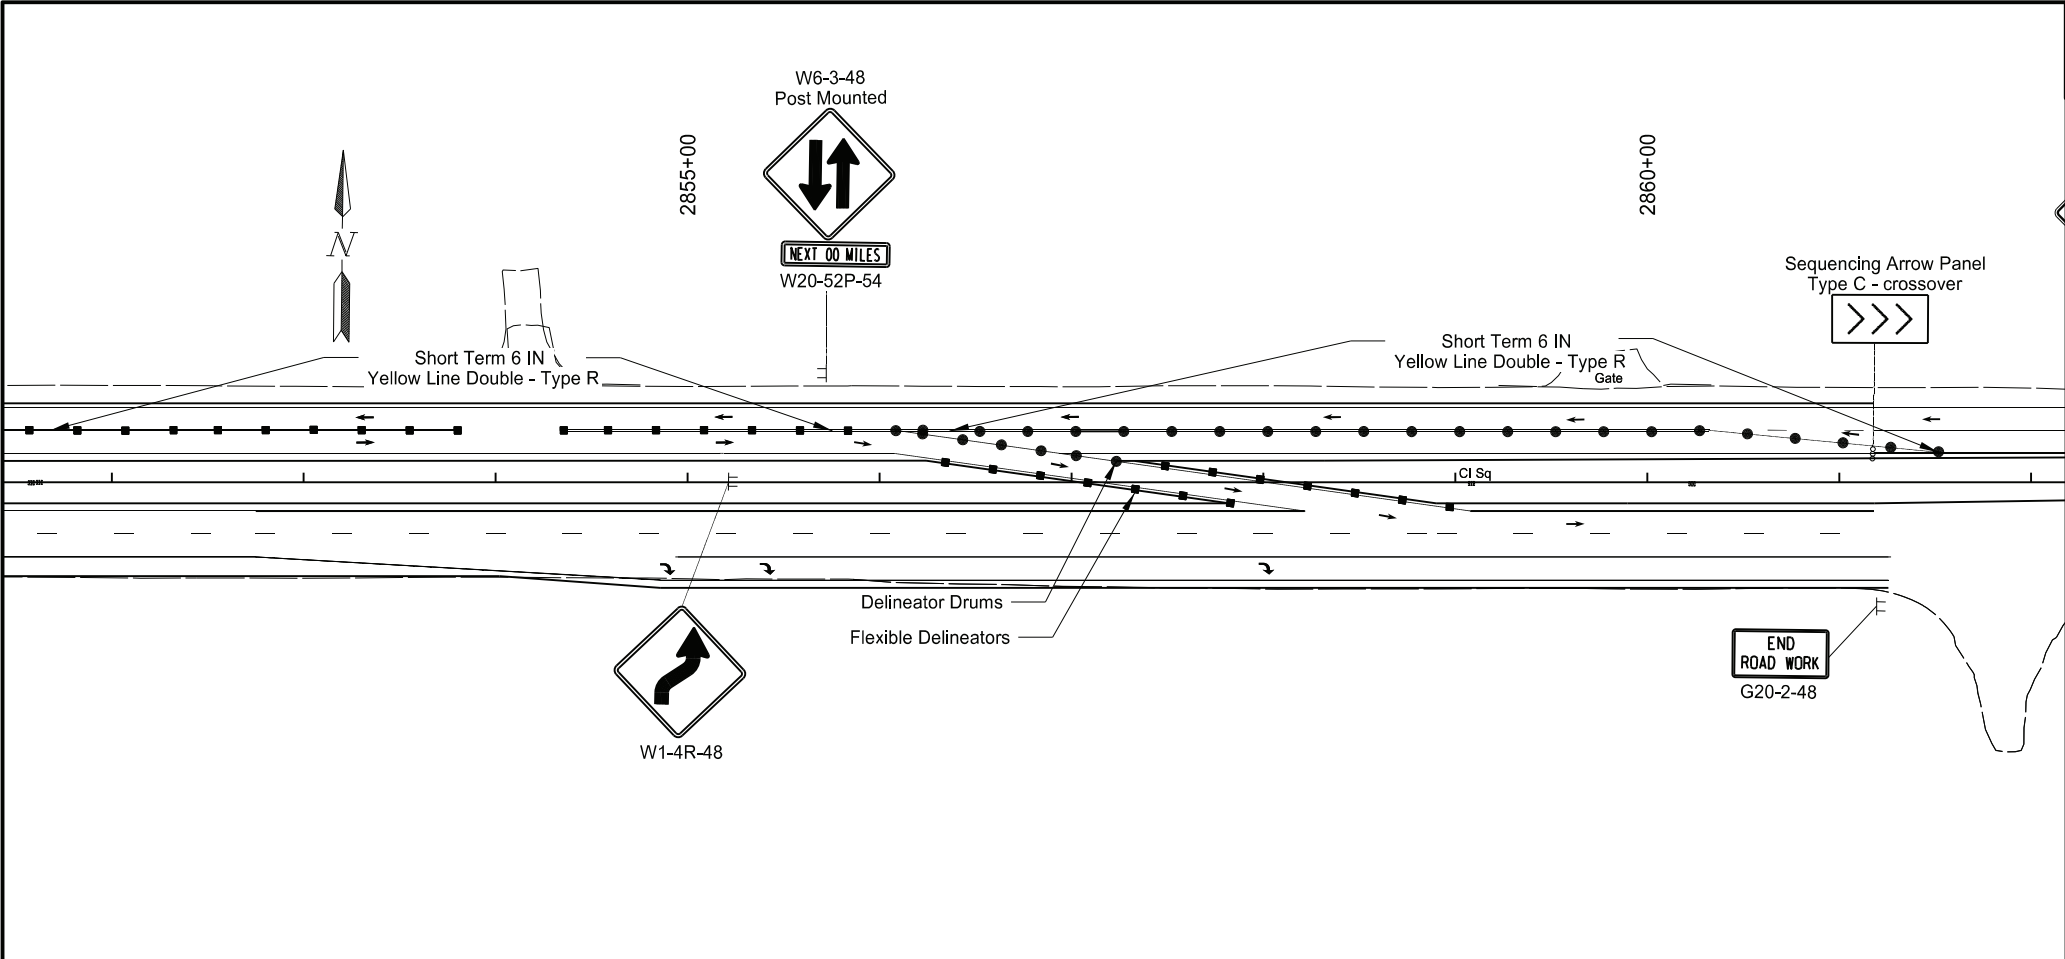 W6-3-48
Post Mounted
2855+00
2860+00
NEXT 00 MILES
W20-52P-54
N
Sequencing Arrow Panel
Type C - crossover
Short Term 6 IN
Yellow Line Double - Type R
Short Term 6 IN
Yellow Line Double - Type R
Gate
Cl Sq
Delineator Drums
Flexible Delineators
END
ROAD WORK
G20-2-48
W1-4R-48